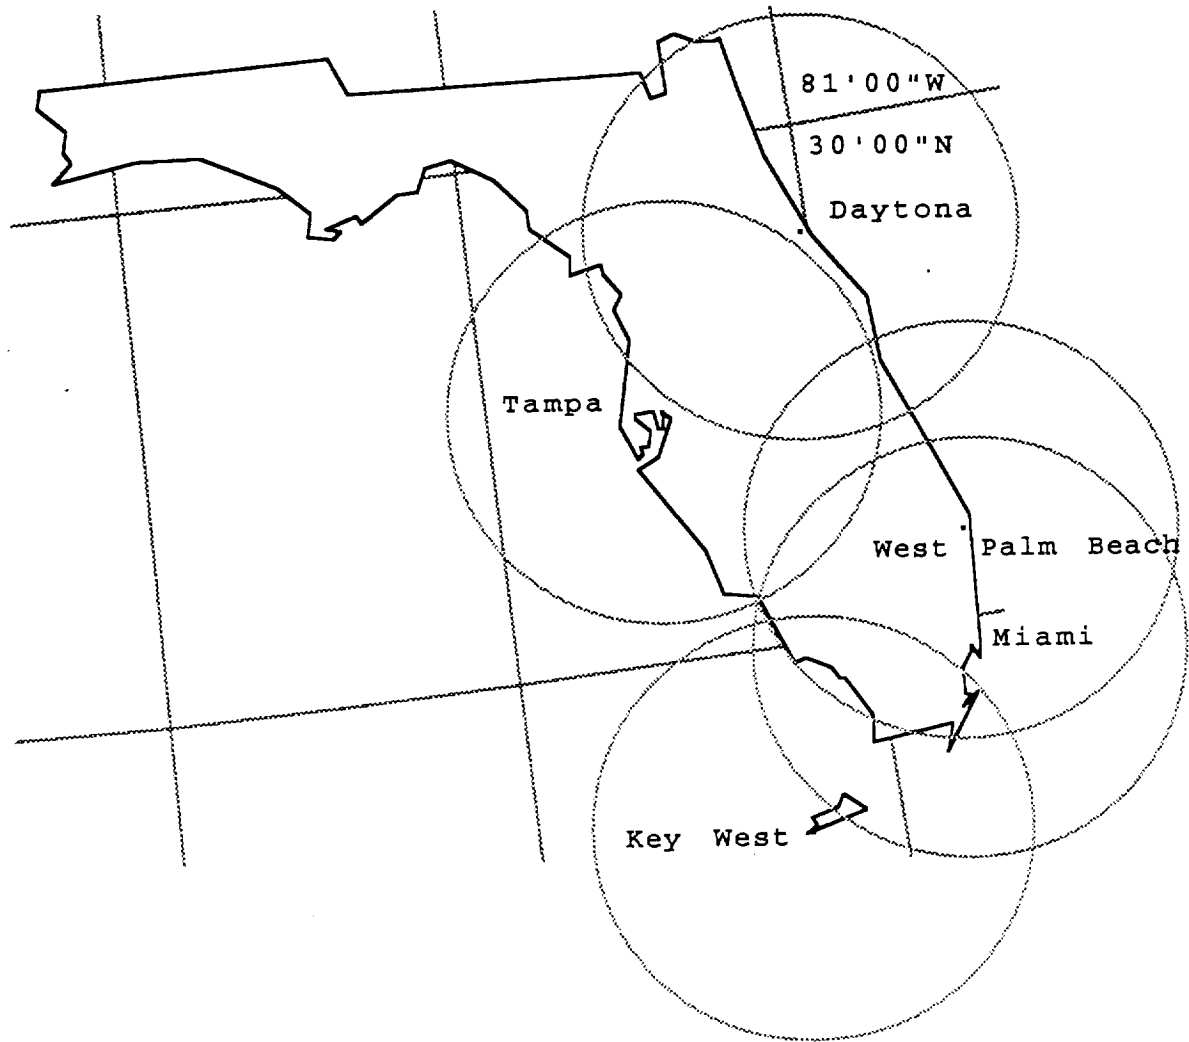 81'00"W
30'00"N
Daytona
Tampa
West Palm Beach
Miami
Key West